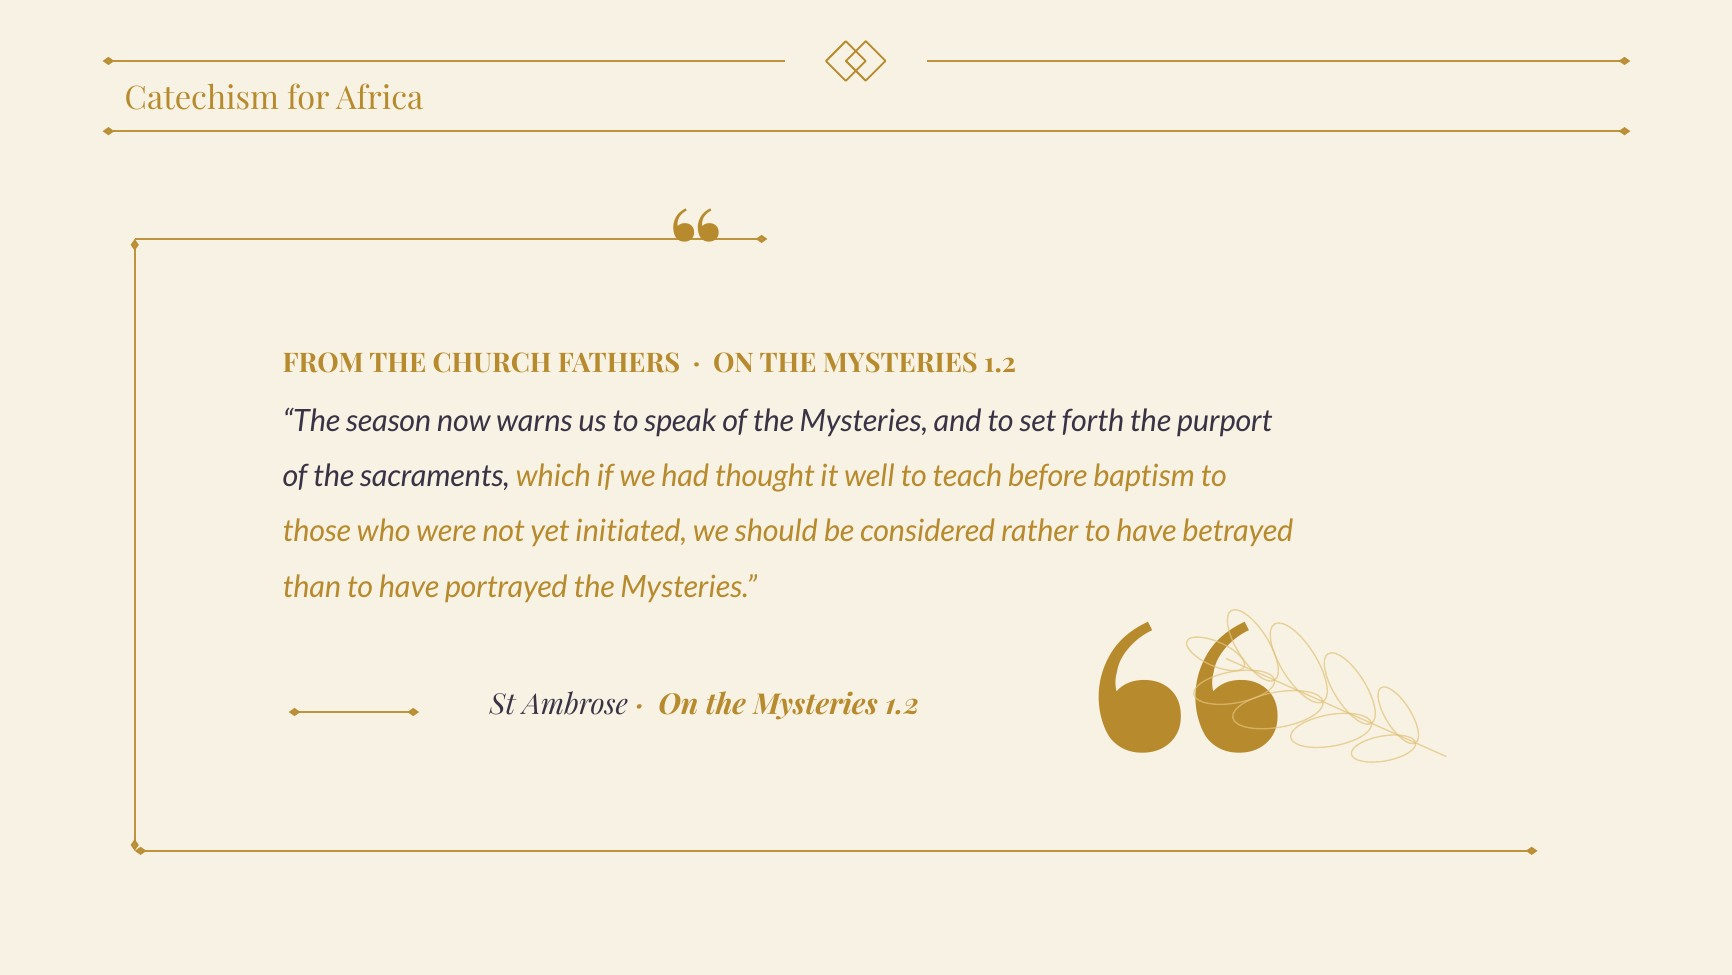 Catechism for Africa
FROM THE CHURCH FATHERS · ON THE MYSTERIES 1.2
“The season now warns us to speak of the Mysteries, and to set forth the purport
of the sacraments, which if we had thought it well to teach before baptism to
those who were not yet initiated, we should be considered rather to have betrayed
than to have portrayed the Mysteries.”
St Ambrose · On the Mysteries 1.2